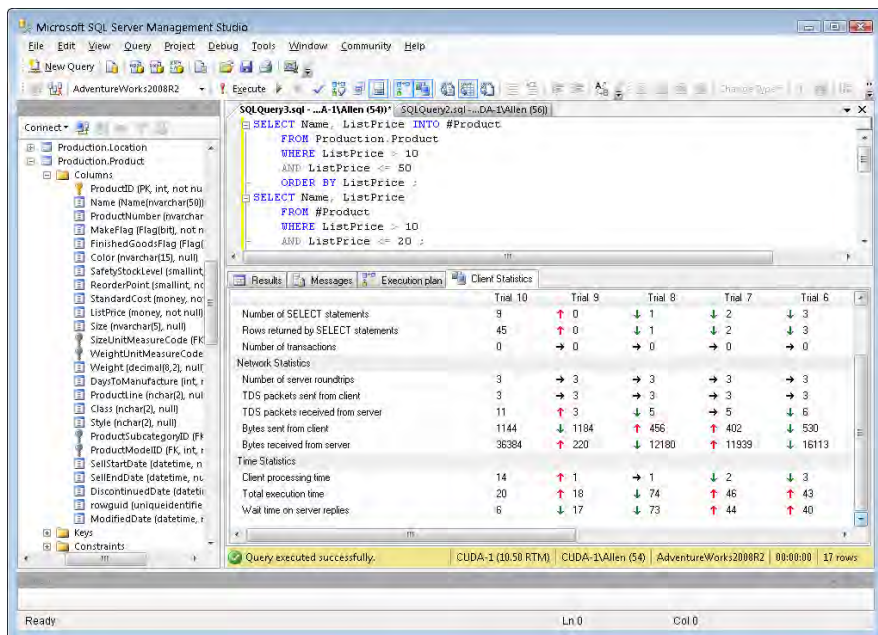 Microsoft SQL Server Management Studio
File Edit View Query Project Debug Tools Window Community Help
New Query
AdventureWorks2008R2 Execute Change Type
SQLQuery3.sql - ...A-1\Allen (54))* SQLQuery2.sql -...DA-1\Allen (56))
Connect
Production.Location
Production.Product
Columns
ProductID (PK, int, not nu
Name (Name(nvarchar(50))
ProductNumber (nvarchar
MakeFlag (Flag(bit), not n
FinishedGoodsFlag (Flag(
Color (nvarchar(15), null)
SafetyStockLevel (smallint,
ReorderPoint (smallint, no
StandardCost (money, no
ListPrice (money, not null)
Size (nvarchar(5), null)
SizeUnitMeasureCode (FK
WeightUnitMeasureCode
Weight (decimal(8,2), null)
DaysToManufacture (int, r
ProductLine (nchar(2), nul
Class (nchar(2), null)
Style (nchar(2), null)
ProductSubcategoryID (FK
ProductModelID (FK, int, r
SellStartDate (datetime, n
SellEndDate (datetime, nu
DiscontinuedDate (dateti
rowguid (uniqueidentifie
ModifiedDate (datetime, r
Keys
Constraints
SELECT Name, ListPrice INTO #Product
FROM Production.Product
WHERE ListPrice > 10
AND ListPrice <= 50
ORDER BY ListPrice ;
SELECT Name, ListPrice
FROM #Product
WHERE ListPrice > 10
AND ListPrice <= 20 ;
Results Messages Execution plan Client Statistics
Trial 10 Trial 9 Trial 8 Trial 7 Trial 6
Number of SELECT statements 9 ↑ 0 ↓ 1 ↓ 2 ↓ 3
Rows returned by SELECT statements 45 ↑ 0 ↓ 1 ↓ 2 ↓ 3
Number of transactions 0 → 0 → 0 → 0 → 0
Network Statistics
Number of server roundtrips 3 → 3 → 3 → 3 → 3
TDS packets sent from client 3 → 3 → 3 → 3 → 3
TDS packets received from server 11 ↑ 3 ↓ 5 → 5 ↓ 6
Bytes sent from client 1144 ↓ 1184 ↑ 456 ↑ 402 ↓ 530
Bytes received from server 36384 ↑ 220 ↓ 12180 ↑ 11939 ↓ 16113
Time Statistics
Client processing time 14 ↑ 1 → 1 ↓ 2 ↓ 3
Total execution time 20 ↑ 18 ↓ 74 ↑ 46 ↑ 43
Wait time on server replies 6 ↓ 17 ↓ 73 ↑ 44 ↑ 40
Query executed successfully. CUDA-1 (10.50 RTM) CUDA-1\Allen (54) AdventureWorks2008R2 00:00:00 17 rows
Ready Ln 0 Col 0